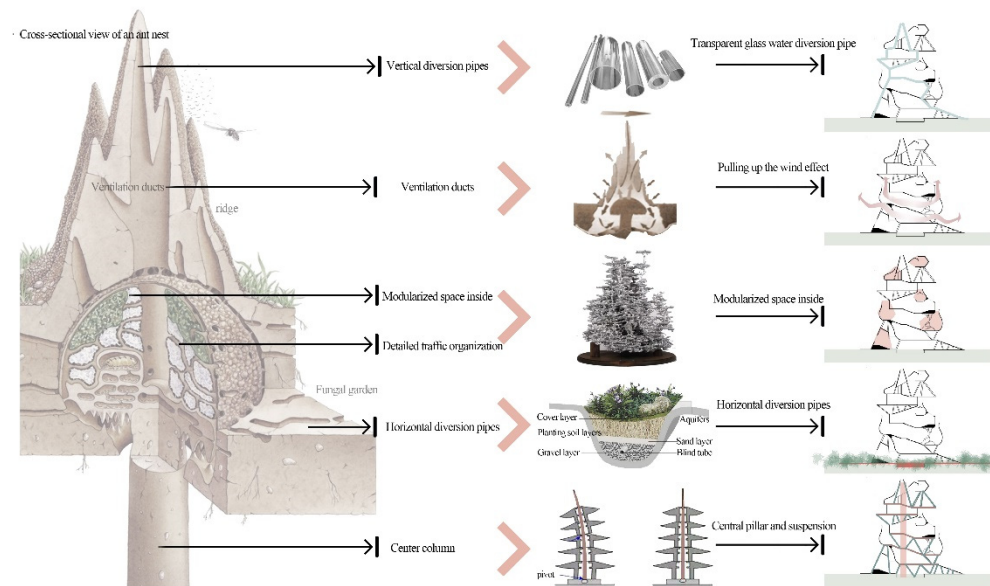 Cross-sectional view of an ant nest
Vertical diversion pipes
Transparent glass water diversion pipe
Ventilation ducts
Ventilation ducts
Pulling up the wind effect
ridge
Modularized space inside
Modularized space inside
Detailed traffic organization
Fungal garden
Horizontal diversion pipes
Cover layer
Aquifers
Planting soil layers
Sand layer
Gravel layer
Blind tube
Horizontal diversion pipes
Center column
pivot
Central pillar and suspension